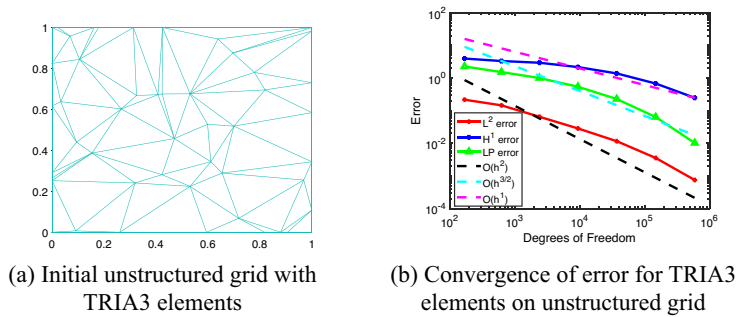 1
0.8
0.6
0.4
0.2
0
0 0.2 0.4 0.6 0.8 1
(a) Initial unstructured grid with
TRIA3 elements
10^2
10^0
10^-2
10^-4
Error
L^2 error
H^1 error
LP error
O(h^2)
O(h^{3/2})
O(h^1)
10^2 10^3 10^4 10^5 10^6
Degrees of Freedom
(b) Convergence of error for TRIA3
elements on unstructured grid